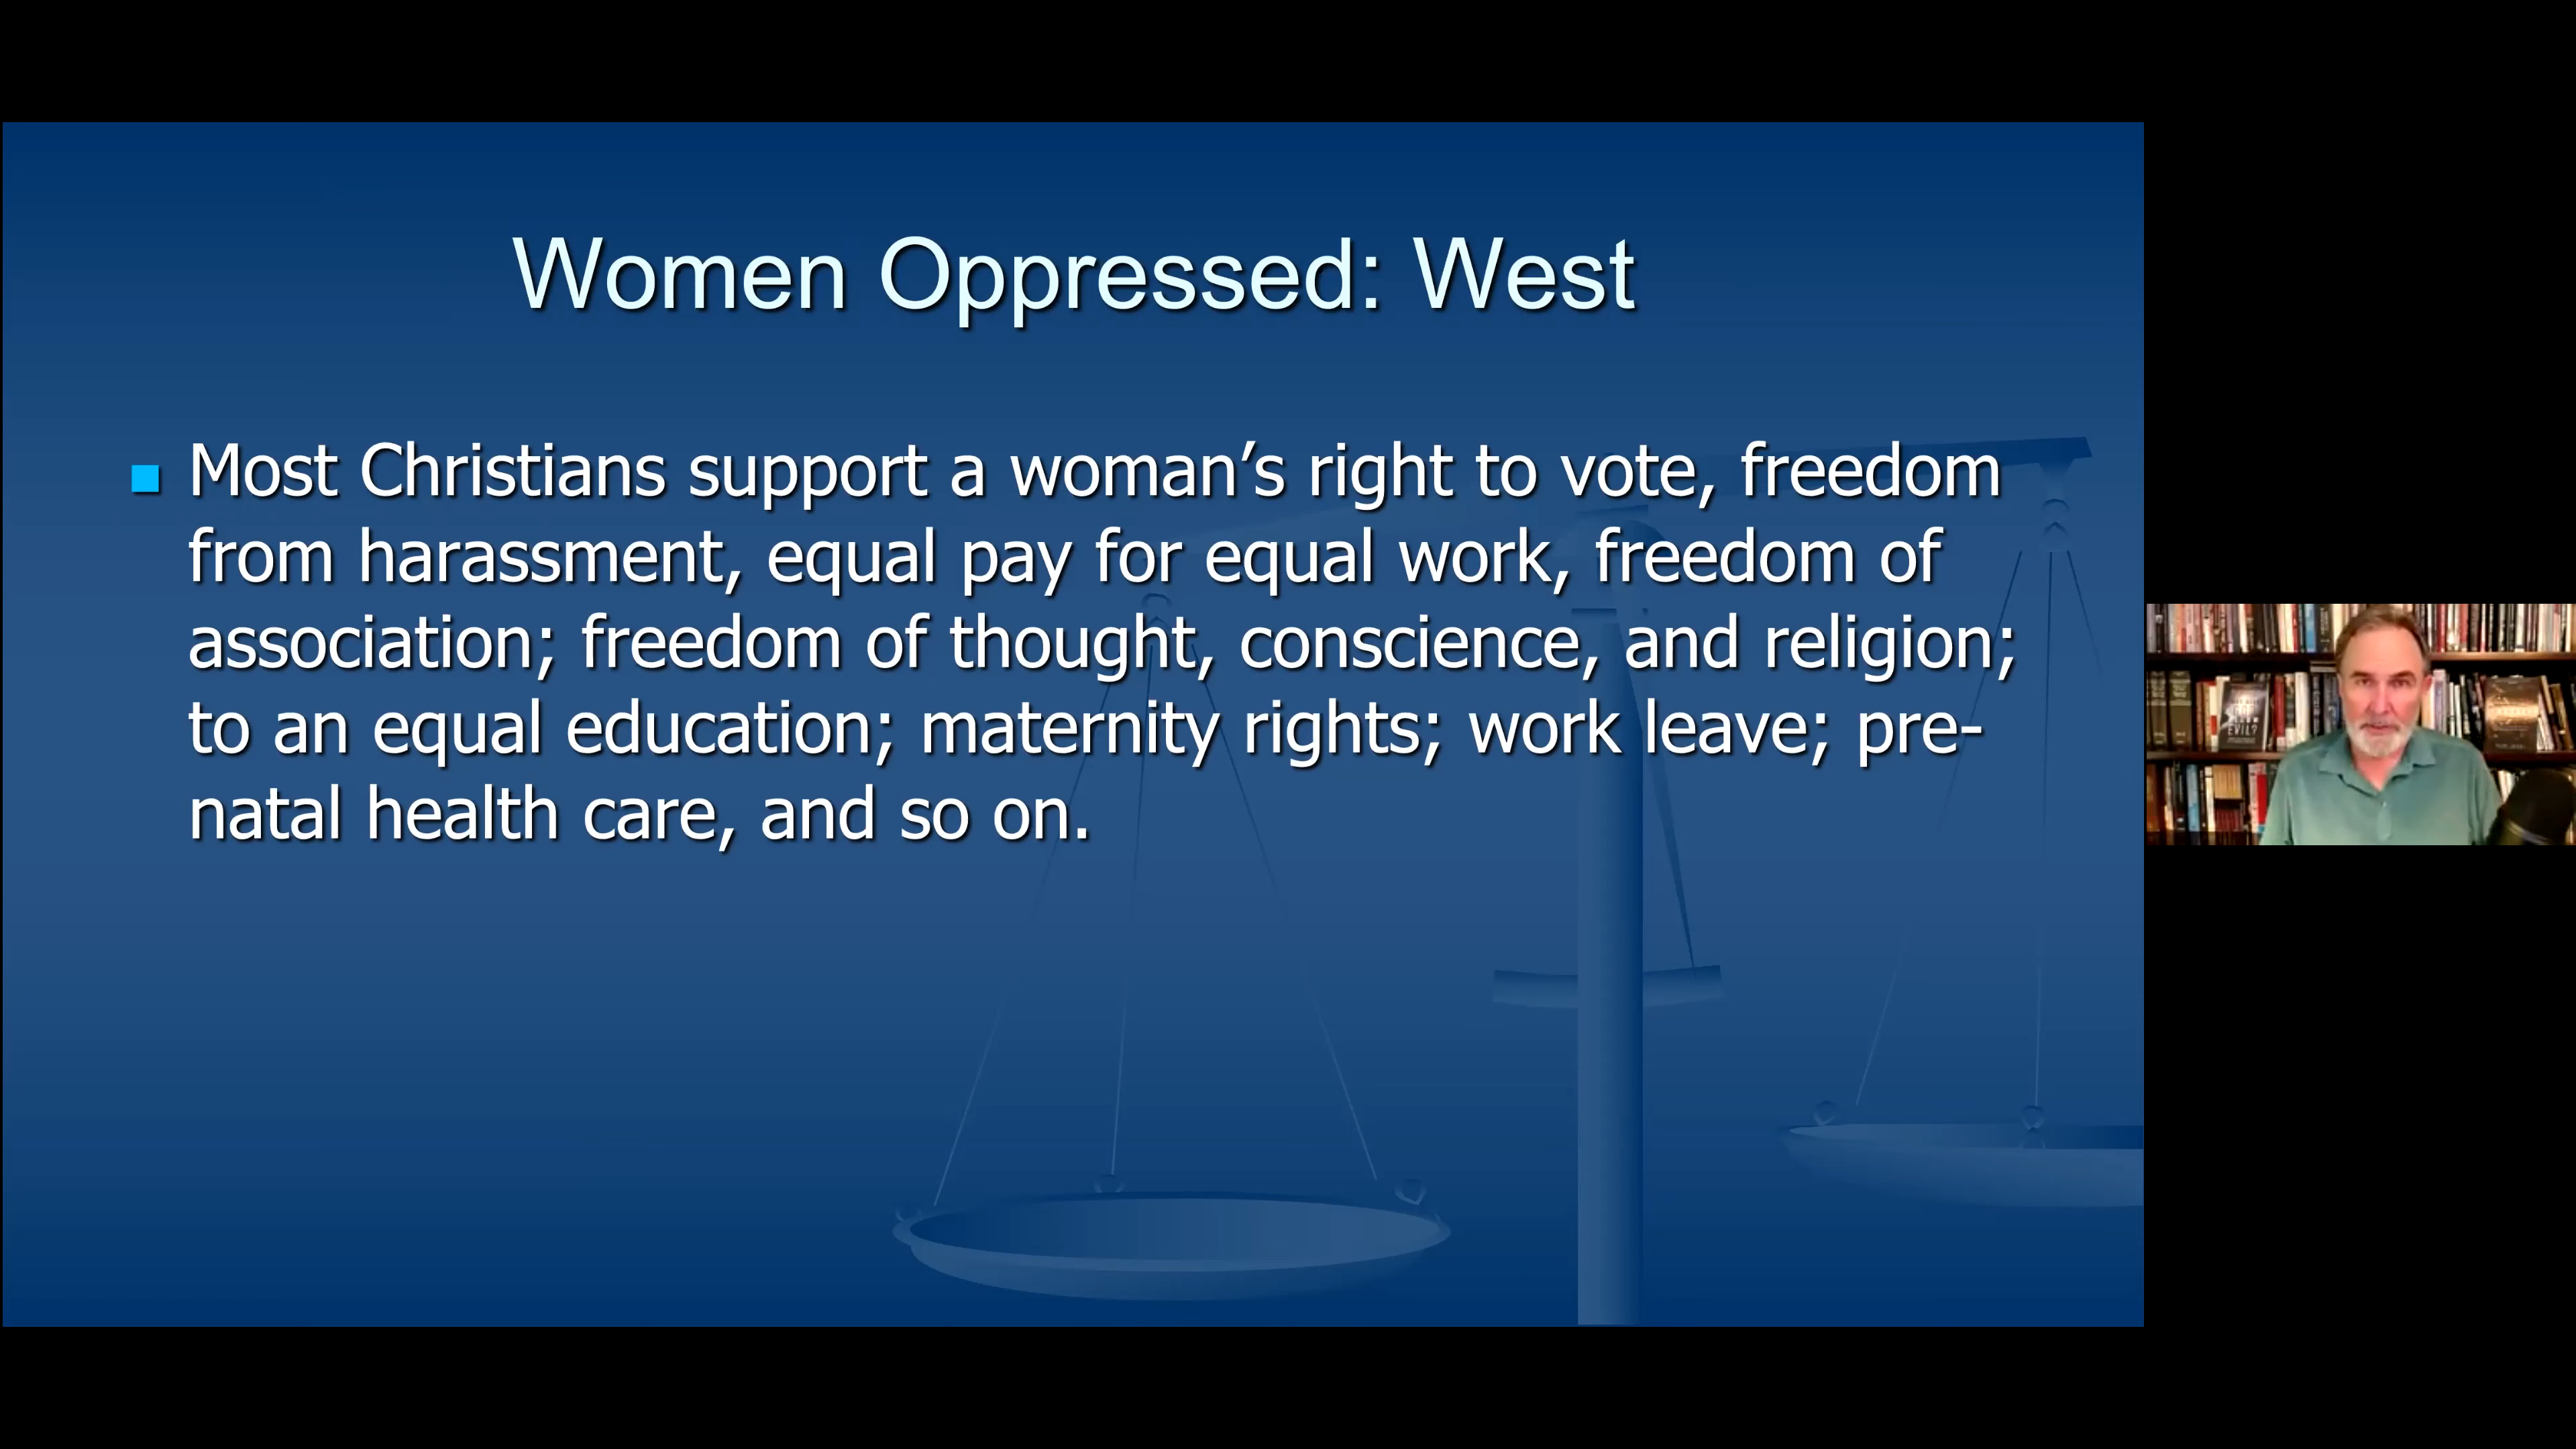 Women Oppressed: West
Most Christians support a woman’s right to vote, freedom
from harassment, equal pay for equal work, freedom of
association; freedom of thought, conscience, and religion;
to an equal education; maternity rights; work leave; pre-
natal health care, and so on.
EVIL?